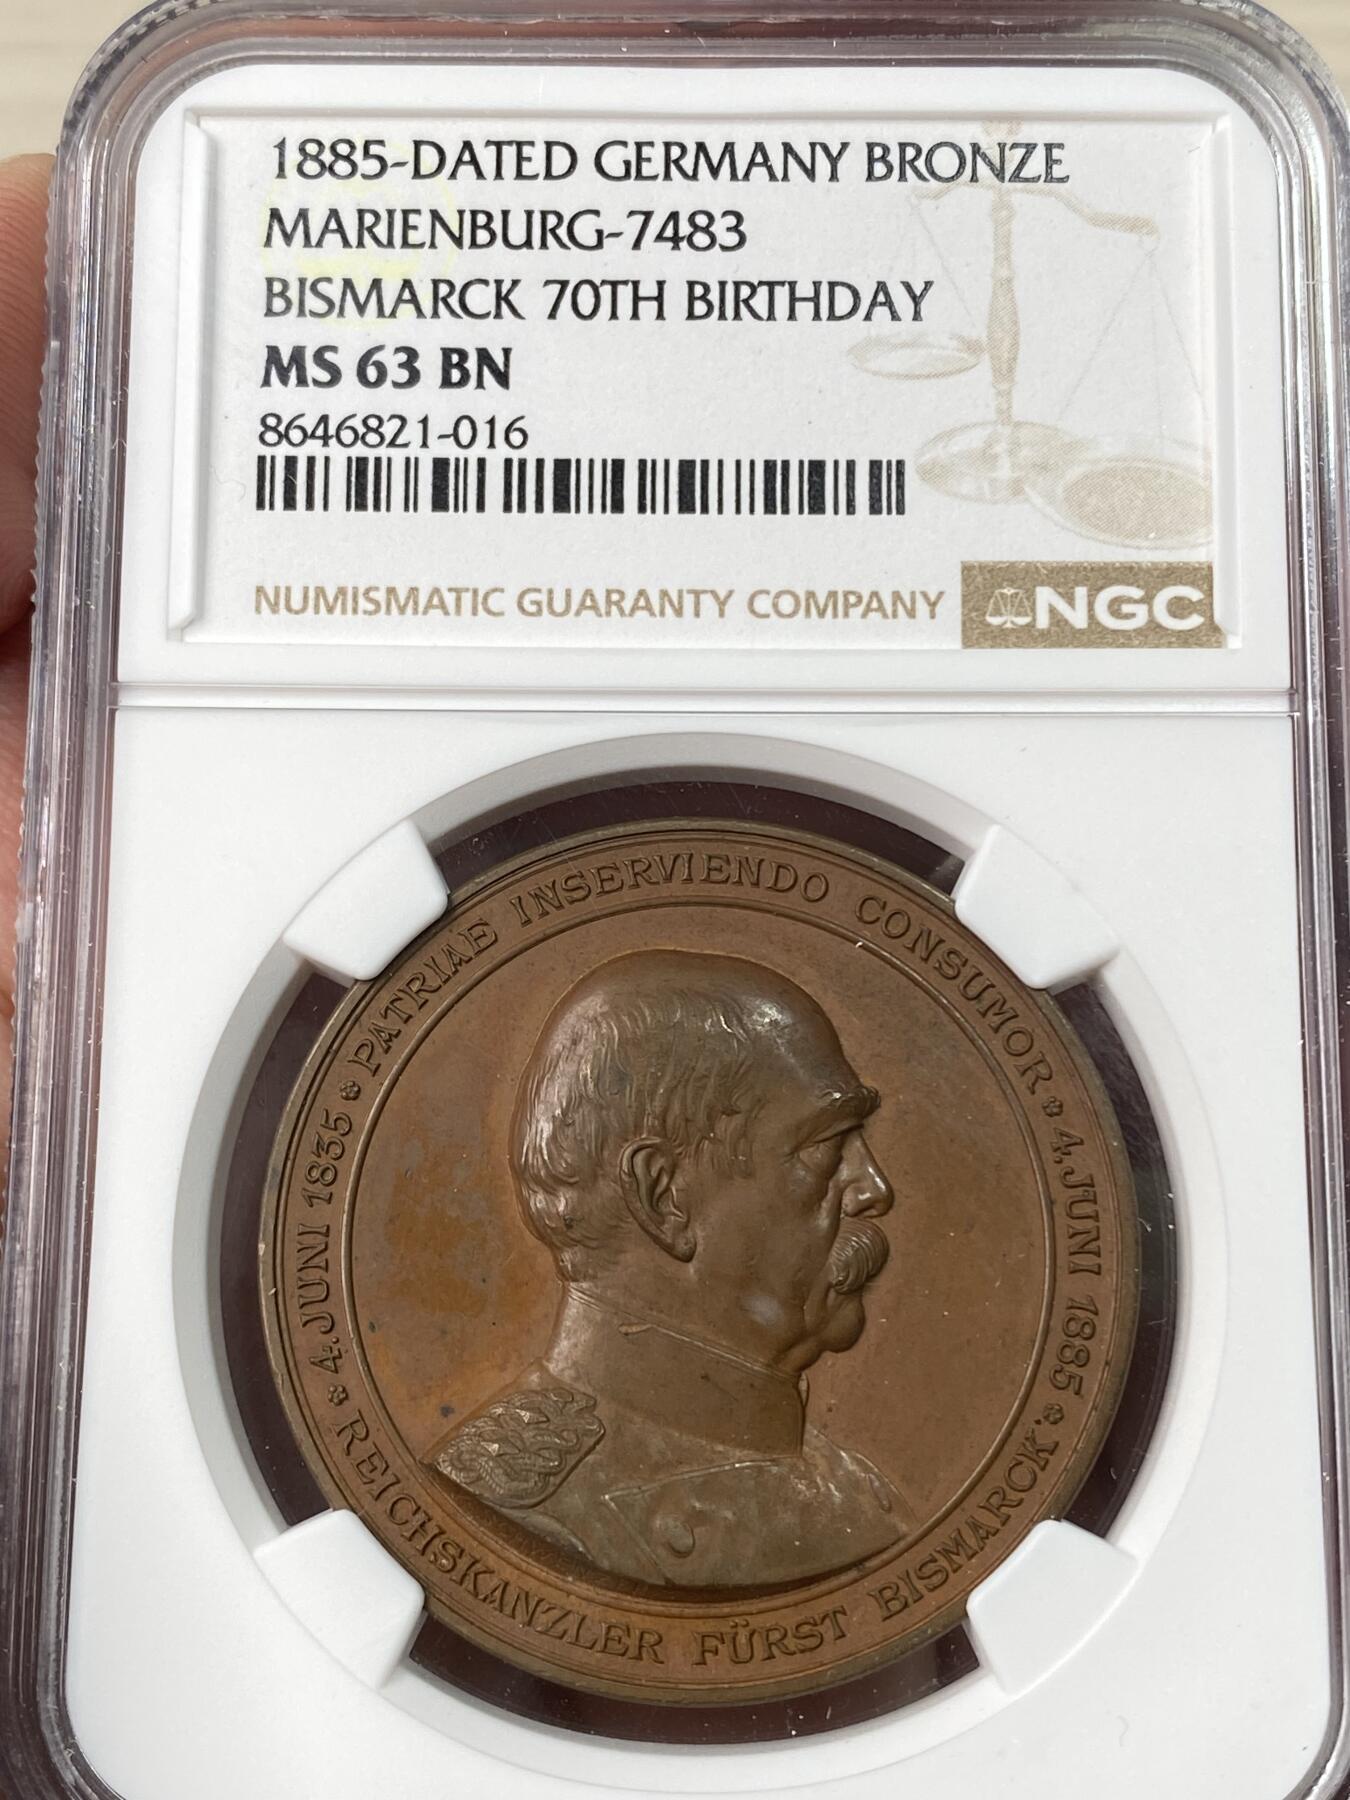 1885-DATED GERMANY BRONZE
MARIENBURG-7483
BISMARCK 70TH BIRTHDAY
MS 63 BN
8646821-016
NUMISMATIC GUARANTY COMPANY NGC
4. JUNI 1835 • PATRIAE INSERVIENDO CONSUMOR • 4. JUNI 1885 •
REICHSKANZLER FÜRST BISMARCK.